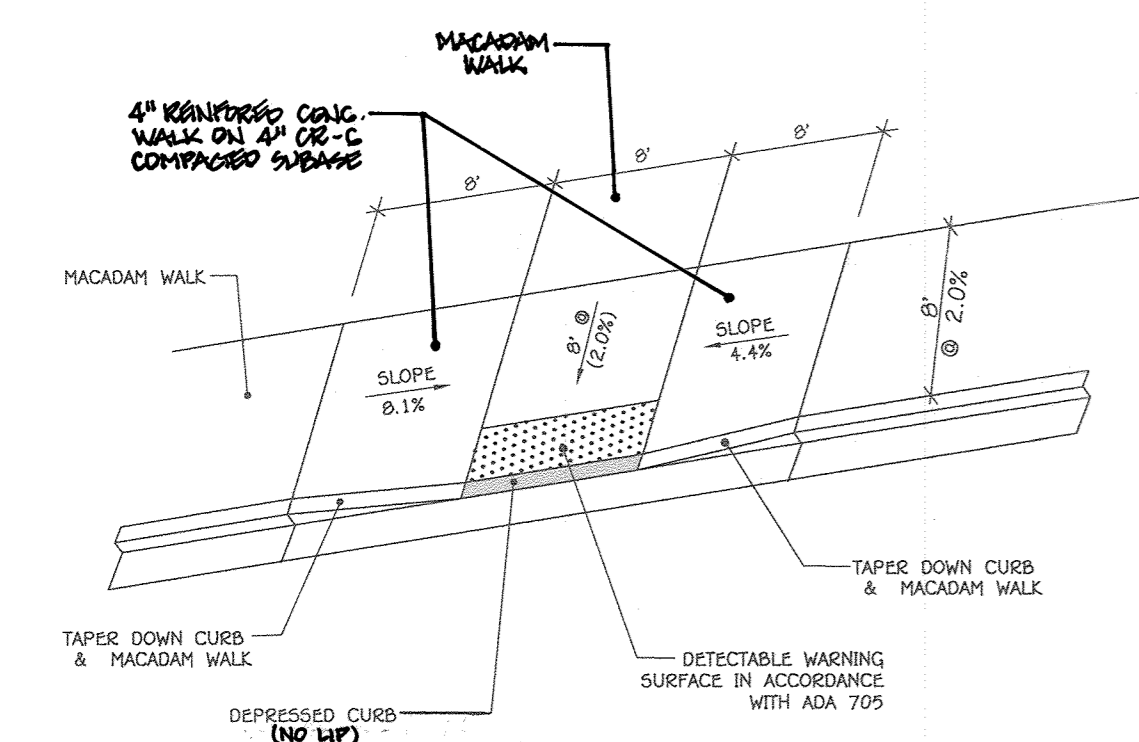 MACADAM
WALK
4" REINFORED CONC.
WALK ON 4" CR-6
COMPACTED SUBASE
8'
8'
8'
MACADAM WALK
SLOPE
8.1%
8' @
(2.0%)
SLOPE
4.4%
8'
@ 2.0%
TAPER DOWN CURB
& MACADAM WALK
TAPER DOWN CURB
& MACADAM WALK
DETECTABLE WARNING
SURFACE IN ACCORDANCE
WITH ADA 705
DEPRESSED CURB
(NO LIP)